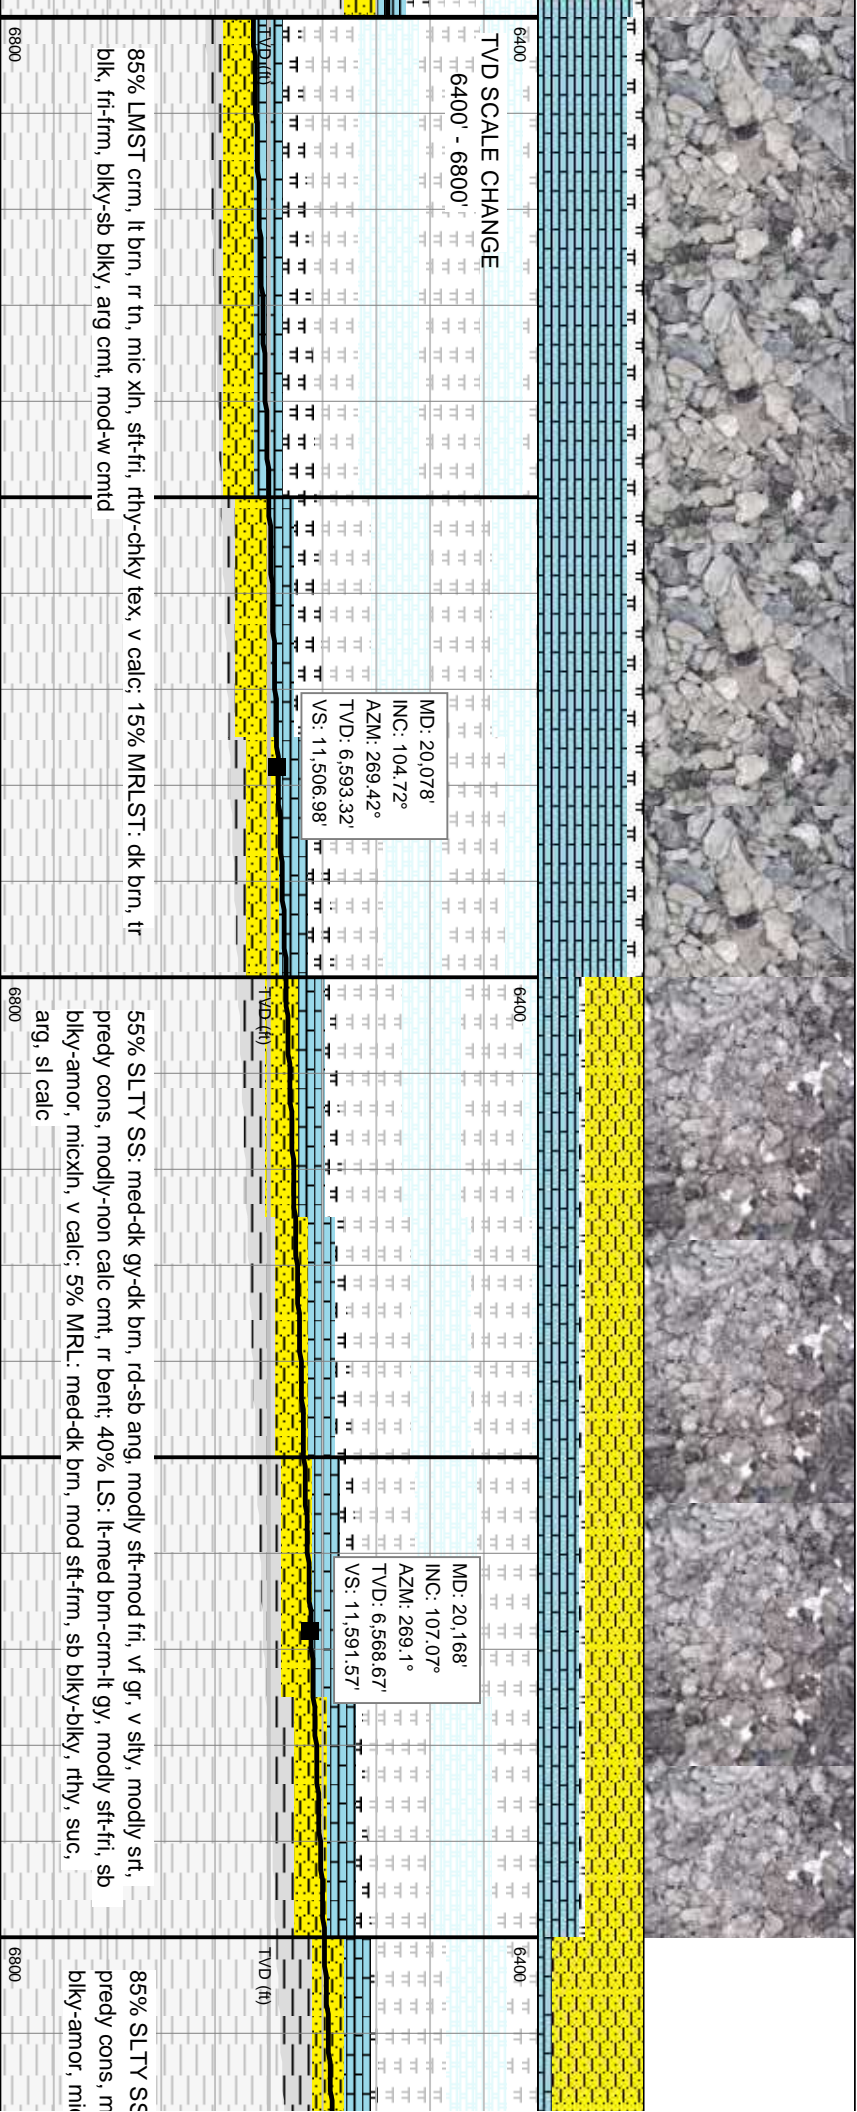 6400
TVD SCALE CHANGE
6400' - 6800'
TVD (ft)
6800
85% LMST crm, lt brn, rr tn, mic xln, sft-fri, rthy-chky tex, v calc; 15% MRLST: dk brn, tr
blk, fri-frm, blky-sb blky, arg cmt, mod-w cmtd
MD: 20,078'
INC: 104.72°
AZM: 269.42°
TVD: 6,593.32'
VS: 11,506.98'
6400
TVD (ft)
6800
55% SLTY SS: med-dk gy-dk brn, rd-sb ang, modly sft-mod fri, vf gr, v slty, modly srt,
predy cons, modly-non calc cmt, rr bent; 40% LS: lt-med brn-crm-lt gy, modly sft-fri, sb
blky-amor, micxln, v calc; 5% MRL: med-dk brn, mod sft-frm, sb blky-blky, rthy, suc,
arg, sl calc
MD: 20,168'
INC: 107.07°
AZM: 269.1°
TVD: 6,568.67'
VS: 11,591.57'
6400
TVD (ft)
6800
85% SLTY SS
predy cons, m
blky-amor, mi